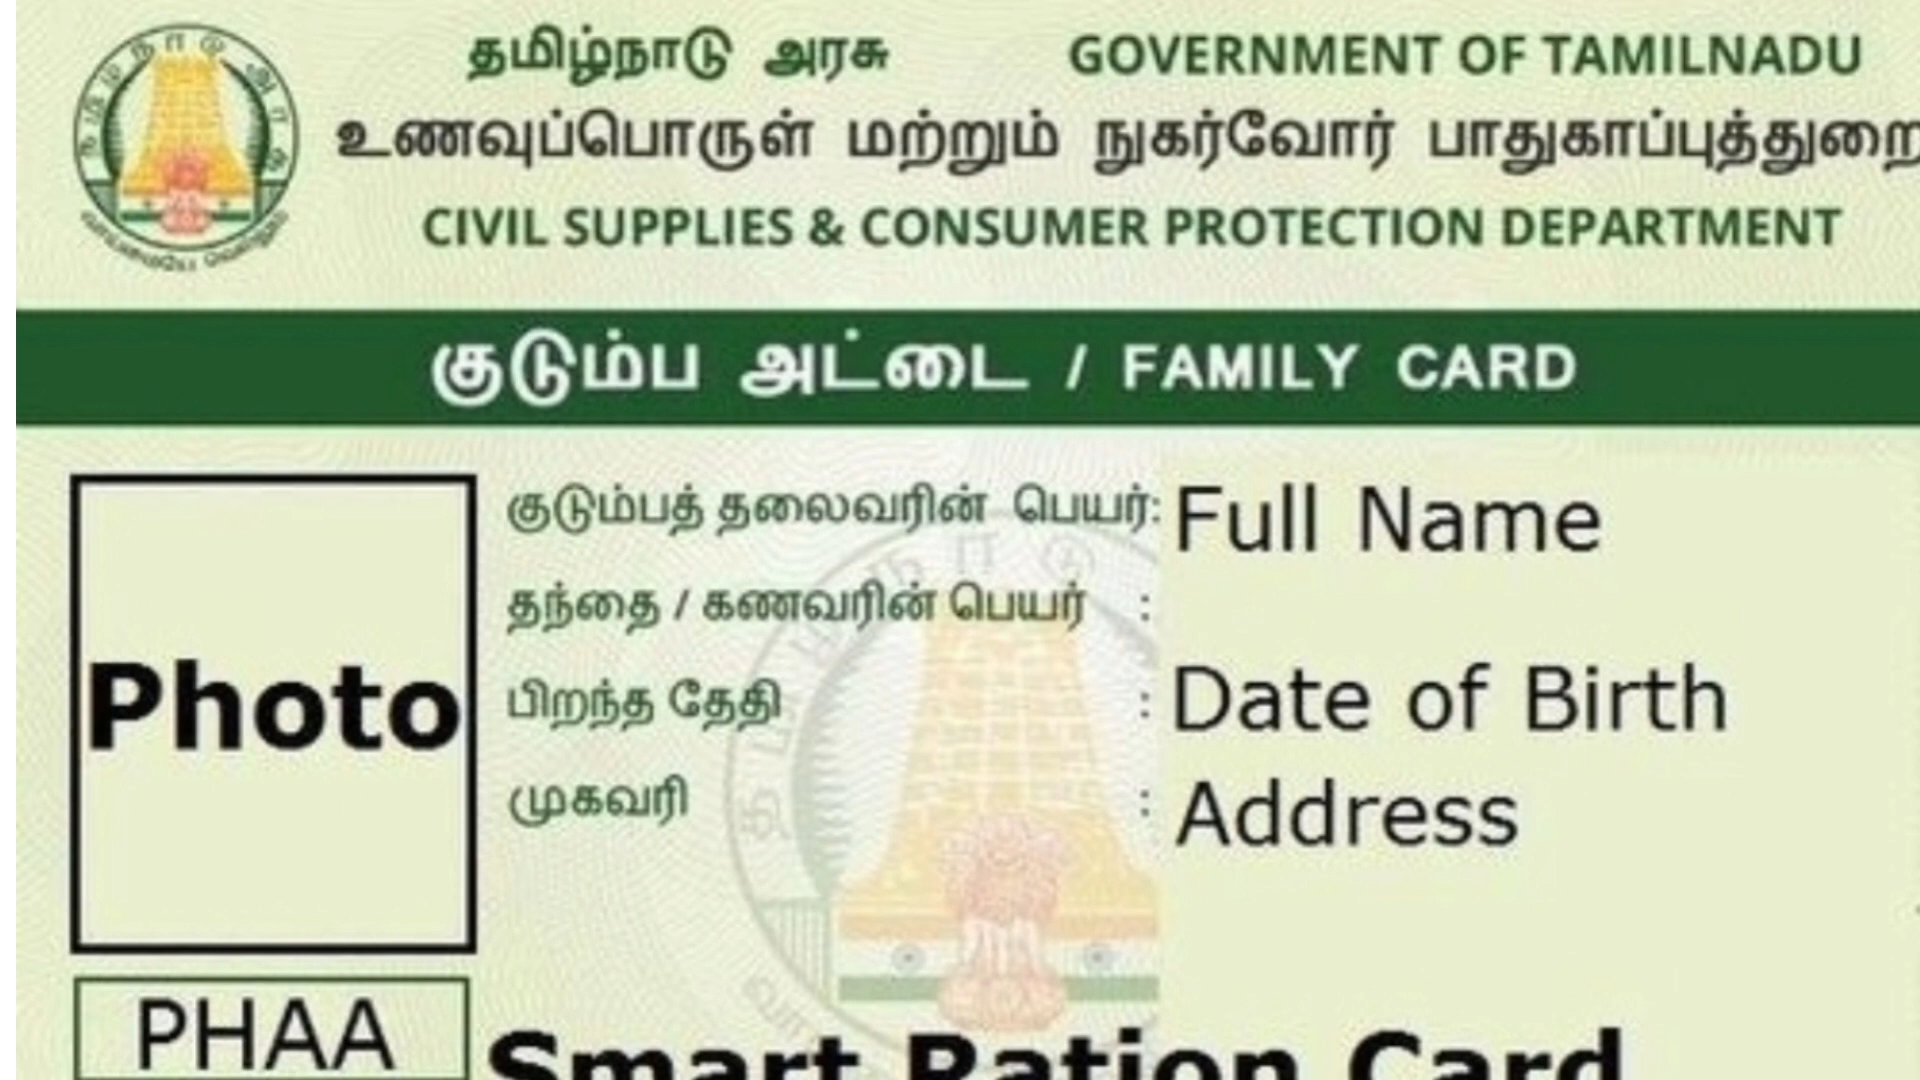 தமிழ்நாடு அரசு GOVERNMENT OF TAMILNADU
உணவுப்பொருள் மற்றும் நுகர்வோர் பாதுகாப்புத்துறை
CIVIL SUPPLIES & CONSUMER PROTECTION DEPARTMENT
குடும்ப அட்டை / FAMILY CARD
குடும்பத் தலைவரின் பெயர்: Full Name
தந்தை / கணவரின் பெயர் :
பிறந்த தேதி : Date of Birth
முகவரி : Address
Photo
PHAA
Smart Ration Card